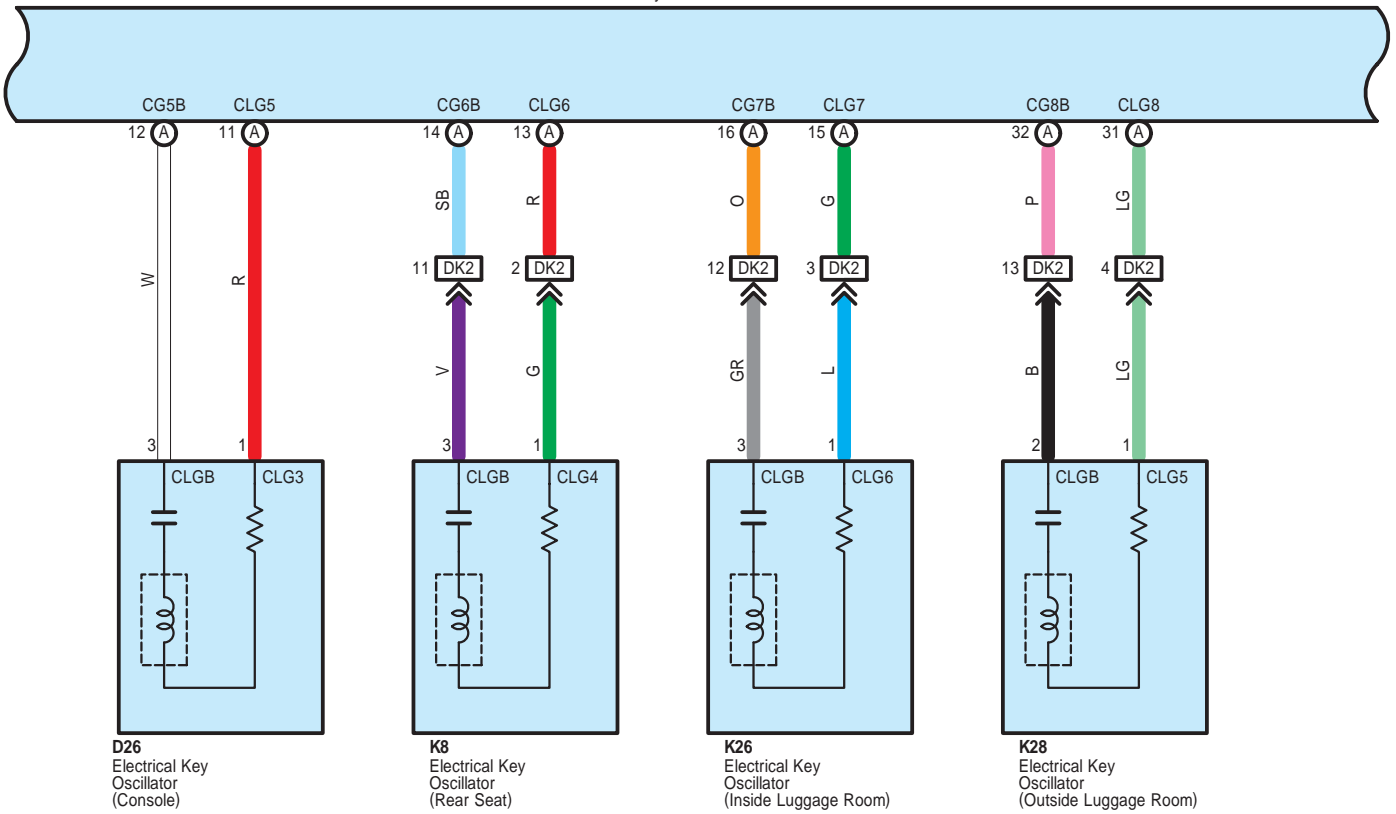 CG5B CLG5 CG6B CLG6 CG7B CLG7 CG8B CLG8
12 A 11 A 14 A 13 A 16 A 15 A 32 A 31 A
W R SB R O G P LG
11 DK2 2 DK2 12 DK2 3 DK2 13 DK2 4 DK2
V G GR L B LG
3 1 3 1 3 1 2 1
CLGB CLG3 CLGB CLG4 CLGB CLG6 CLGB CLG5
D26
Electrical Key
Oscillator
(Console)
K8
Electrical Key
Oscillator
(Rear Seat)
K26
Electrical Key
Oscillator
(Inside Luggage Room)
K28
Electrical Key
Oscillator
(Outside Luggage Room)